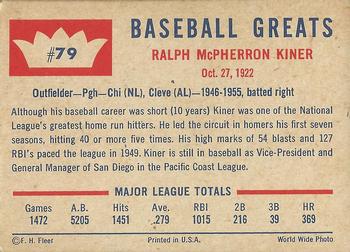 #79
BASEBALL GREATS
RALPH McPHERRON KINER
Oct. 27, 1922
Outfielder—Pgh—Chi (NL), Cleve (AL)—1946-1955, batted right
Although his baseball career was short (10 years) Kiner was one of the National
League's greatest home run hitters. He led the circuit in homers his first seven
seasons, hitting 40 or more five times. His high marks of 54 blasts and 127
RBI's paced the league in 1949. Kiner is still in baseball as Vice-President and
General Manager of San Diego in the Pacific Coast League.
MAJOR LEAGUE TOTALS
Games A.B. Hits Ave. RBI 2B 3B HR
1472 5205 1451 .279 1015 216 39 369
©F. H. Fleer Printed in U.S.A. World Wide Photo